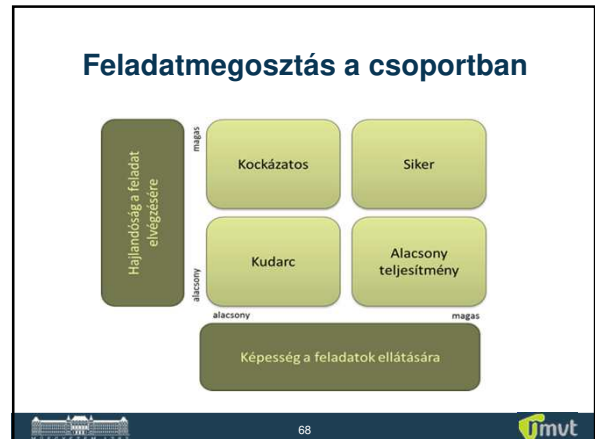 Feladatmegosztás a csoportban
Hajlandóság a feladat
elvégzésére
magas
alacsony
Kockázatos
Siker
Kudarc
Alacsony
teljesítmény
alacsony
magas
Képesség a feladatok ellátására
68
mvt